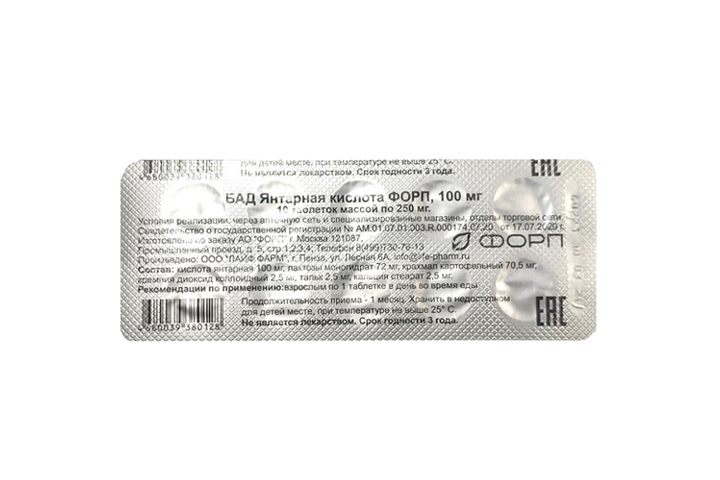 для детей месте, при температуре не выше 25° С.
4680039380128
Не является лекарством. Срок годности 3 года.
EAC
БАД Янтарная кислота ФОРП, 100 мг
10 таблеток массой по 250 мг.
Условия реализации: через аптечную сеть и специализированные магазины, отделы торговой сети.
Свидетельство о государственной регистрации № AM.01.07.01.003.R.000174.07.20 от 17.07.2020 г.
Изготовлено по заказу АО "ФОРП" г. Москва 121087,
Промышленный проезд, д. 5, стр.1,2,3,4, Телефон 8(495)730-76-13
ФОРП
Произведено: ООО "ЛАЙФ ФАРМ", г. Пенза, ул. Лесная 6А, info@life-pharm.ru
Состав: кислота янтарная 100 мг, лактозы моногидрат 72 мг, крахмал картофельный 70,5 мг,
кремния диоксид коллоидный 2,5 мг, тальк 2,5 мг, кальция стеарат 2,5 мг.
Рекомендации по применению: взрослым по 1 таблетке в день во время еды
Продолжительность приема - 1 месяц. Хранить в недоступном
для детей месте, при температуре не выше 25° С.
4680039380128
Не является лекарством. Срок годности 3 года.
EAC